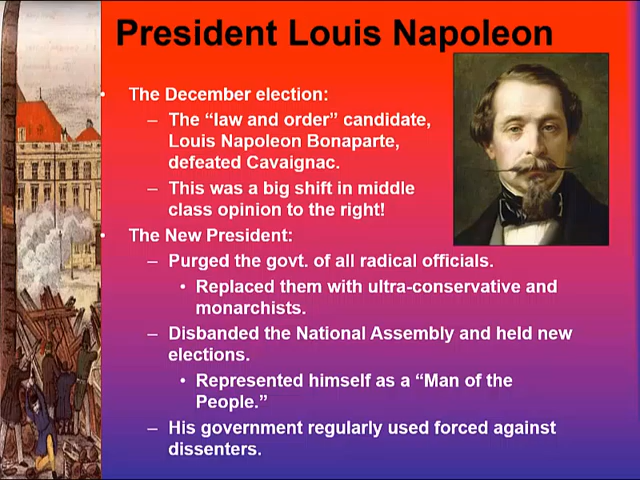 President Louis Napoleon
• The December election:
– The “law and order” candidate,
Louis Napoleon Bonaparte,
defeated Cavaignac.
– This was a big shift in middle
class opinion to the right!
• The New President:
– Purged the govt. of all radical officials.
• Replaced them with ultra-conservative and
monarchists.
– Disbanded the National Assembly and held new
elections.
• Represented himself as a “Man of the
People.”
– His government regularly used forced against
dissenters.